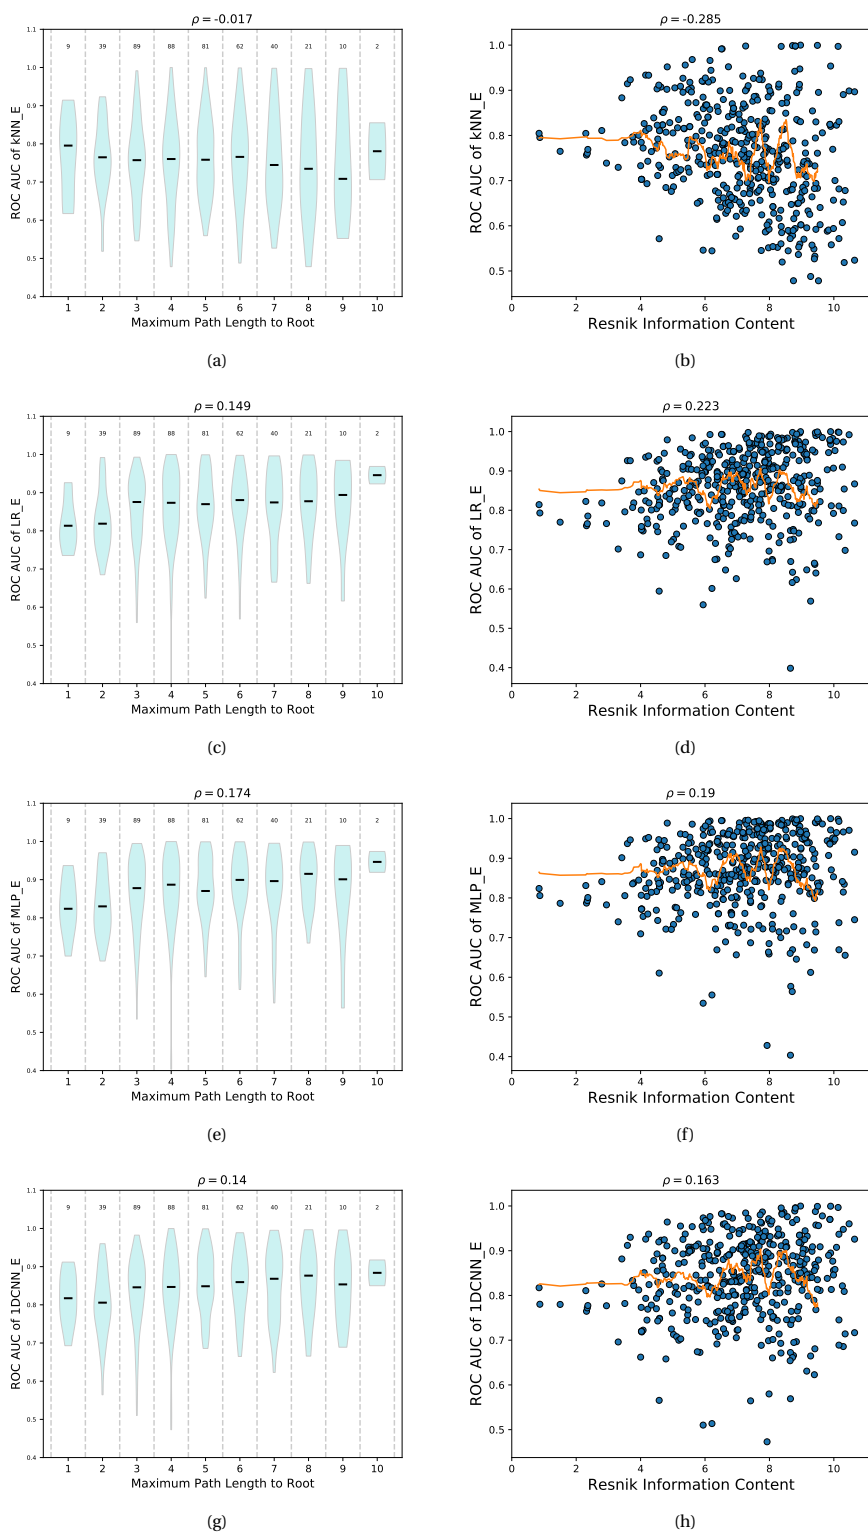 ρ = -0.017
1.1
1.0
0.9
0.8
0.7
0.6
0.5
0.4
9 39 89 88 81 62 40 21 10 2
1 2 3 4 5 6 7 8 9 10
ROC AUC of kNN_E
Maximum Path Length to Root
(a)
ρ = -0.285
1.0
0.9
0.8
0.7
0.6
0.5
0 2 4 6 8 10
ROC AUC of kNN_E
Resnik Information Content
(b)
ρ = 0.149
1.1
1.0
0.9
0.8
0.7
0.6
0.5
0.4
9 39 89 88 81 62 40 21 10 2
1 2 3 4 5 6 7 8 9 10
ROC AUC of LR_E
Maximum Path Length to Root
(c)
ρ = 0.223
1.0
0.9
0.8
0.7
0.6
0.5
0.4
0 2 4 6 8 10
ROC AUC of LR_E
Resnik Information Content
(d)
ρ = 0.174
1.1
1.0
0.9
0.8
0.7
0.6
0.5
0.4
9 39 89 88 81 62 40 21 10 2
1 2 3 4 5 6 7 8 9 10
ROC AUC of MLP_E
Maximum Path Length to Root
(e)
ρ = 0.19
1.0
0.9
0.8
0.7
0.6
0.5
0.4
0 2 4 6 8 10
ROC AUC of MLP_E
Resnik Information Content
(f)
ρ = 0.14
1.1
1.0
0.9
0.8
0.7
0.6
0.5
0.4
9 39 89 88 81 62 40 21 10 2
1 2 3 4 5 6 7 8 9 10
ROC AUC of 1DCNN_E
Maximum Path Length to Root
(g)
ρ = 0.163
1.0
0.9
0.8
0.7
0.6
0.5
0 2 4 6 8 10
ROC AUC of 1DCNN_E
Resnik Information Content
(h)